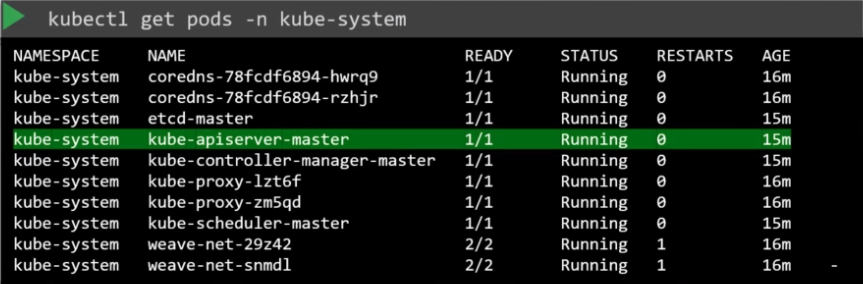 kubectl get pods -n kube-system
NAMESPACE NAME READY STATUS RESTARTS AGE
kube-system coredns-78fcdf6894-hwrq9 1/1 Running 0 16m
kube-system coredns-78fcdf6894-rzhjr 1/1 Running 0 16m
kube-system etcd-master 1/1 Running 0 16m
kube-system kube-apiserver-master 1/1 Running 0 15m
kube-system kube-controller-manager-master 1/1 Running 0 15m
kube-system kube-proxy-lzt6f 1/1 Running 0 16m
kube-system kube-proxy-zm5qd 1/1 Running 0 16m
kube-system kube-scheduler-master 1/1 Running 0 15m
kube-system weave-net-29z42 2/2 Running 1 16m
kube-system weave-net-snmdl 2/2 Running 1 16m -